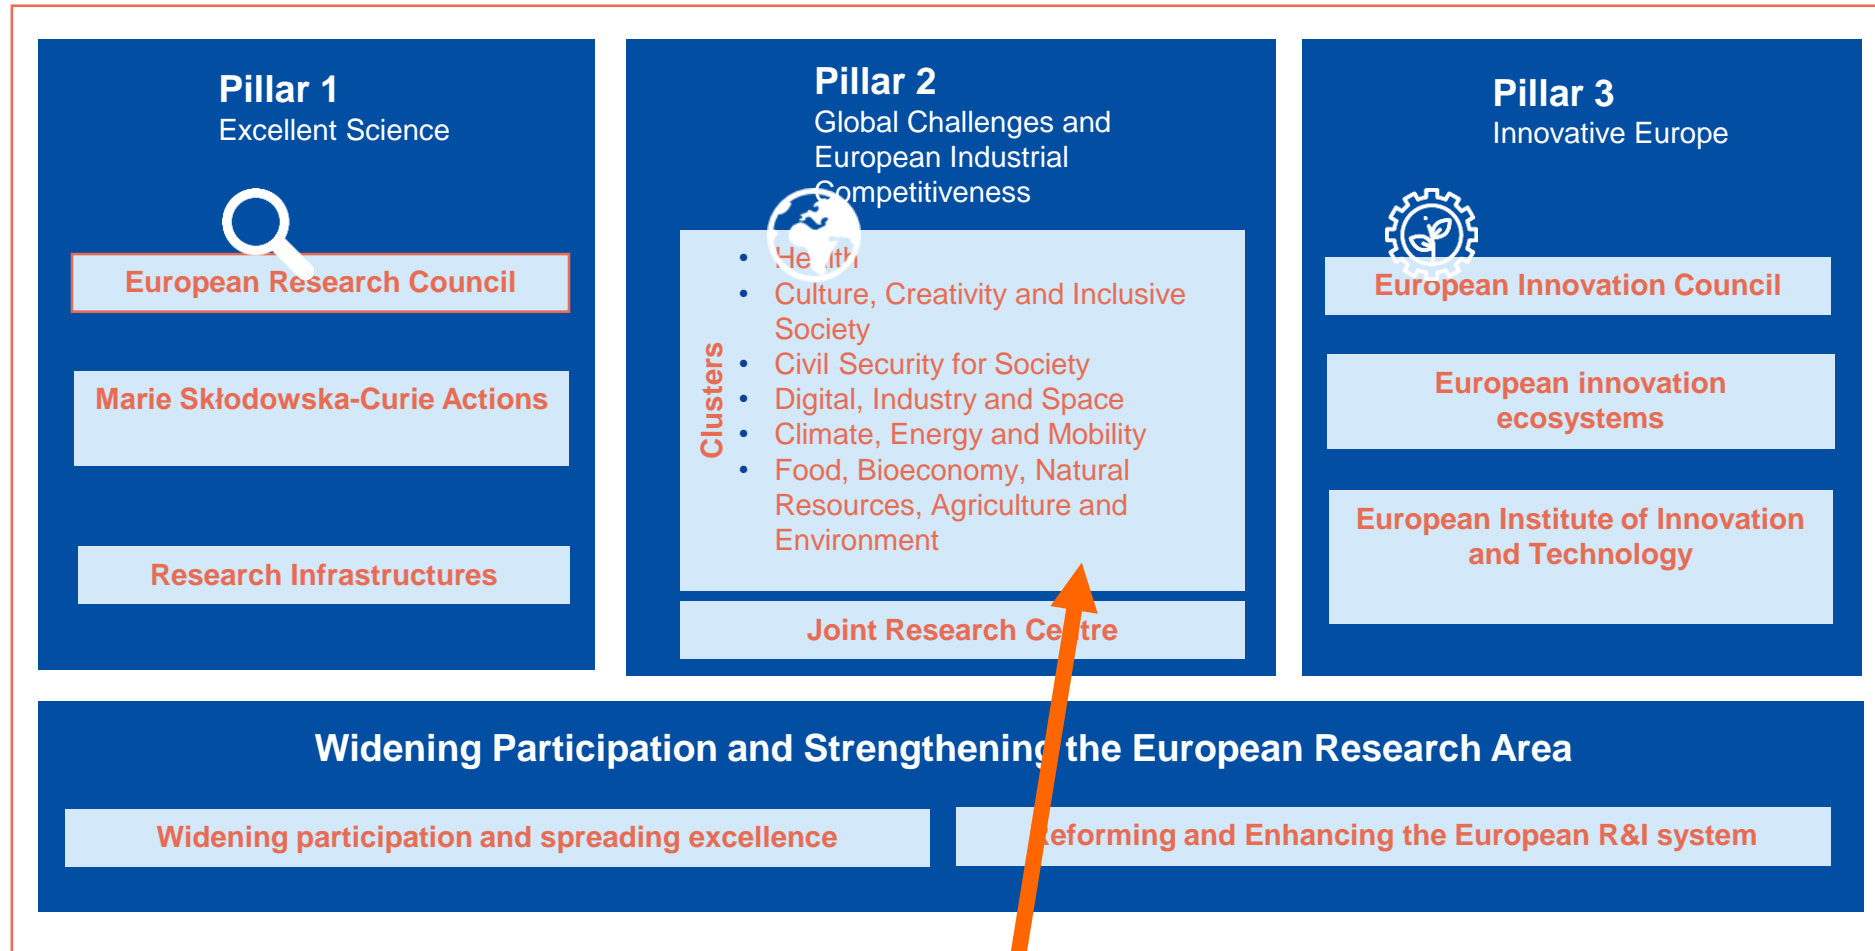 Pillar 1
Excellent Science
European Research Council
Marie Skłodowska-Curie Actions
Research Infrastructures
Pillar 2
Global Challenges and
European Industrial
Competitiveness
Clusters
• Health
• Culture, Creativity and Inclusive
Society
• Civil Security for Society
• Digital, Industry and Space
• Climate, Energy and Mobility
• Food, Bioeconomy, Natural
Resources, Agriculture and
Environment
Joint Research Centre
Pillar 3
Innovative Europe
European Innovation Council
European innovation
ecosystems
European Institute of Innovation
and Technology
Widening Participation and Strengthening the European Research Area
Widening participation and spreading excellence
Reforming and Enhancing the European R&I system